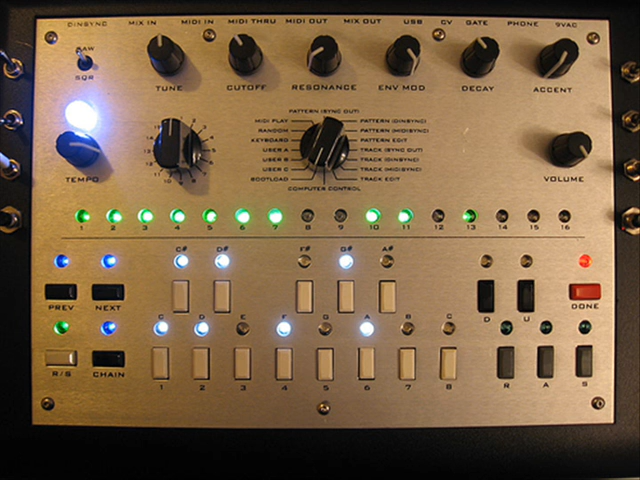 DINSYNC MIX IN MIDI IN MIDI THRU MIDI OUT MIX OUT USB CV GATE PHONE 9VAC
SAW
SQR
TUNE CUTOFF RESONANCE ENV MOD DECAY ACCENT
PATTERN (SYNC OUT)
MIDI PLAY PATTERN (DINSYNC)
RANDOM PATTERN (MIDISYNC)
KEYBOARD PATTERN EDIT
USER A TRACK (SYNC OUT)
USER B TRACK (DINSYNC)
USER C TRACK (MIDISYNC)
BOOTLOAD TRACK EDIT
COMPUTER CONTROL
TEMPO VOLUME
1 2 3 4 5 6 7 8 9 10 11 12 13 14 15 16
C# D# F# G# A#
PREV NEXT D U DONE
C D E F G A B C
R/S CHAIN 1 2 3 4 5 6 7 8 R A S